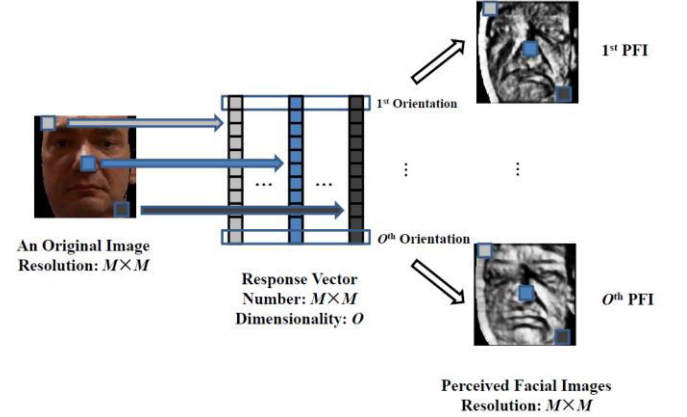 1st PFI
1st Orientation
...
...
Oth Orientation
An Original Image
Resolution: M×M
Response Vector
Number: M×M
Dimensionality: O
Oth PFI
Perceived Facial Images
Resolution: M×M